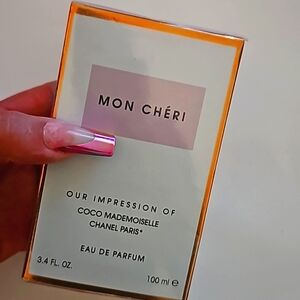 MON CHÉRI
OUR IMPRESSION OF
COCO MADEMOISELLE
CHANEL PARIS*
EAU DE PARFUM
3.4 FL. OZ.
100 ml e